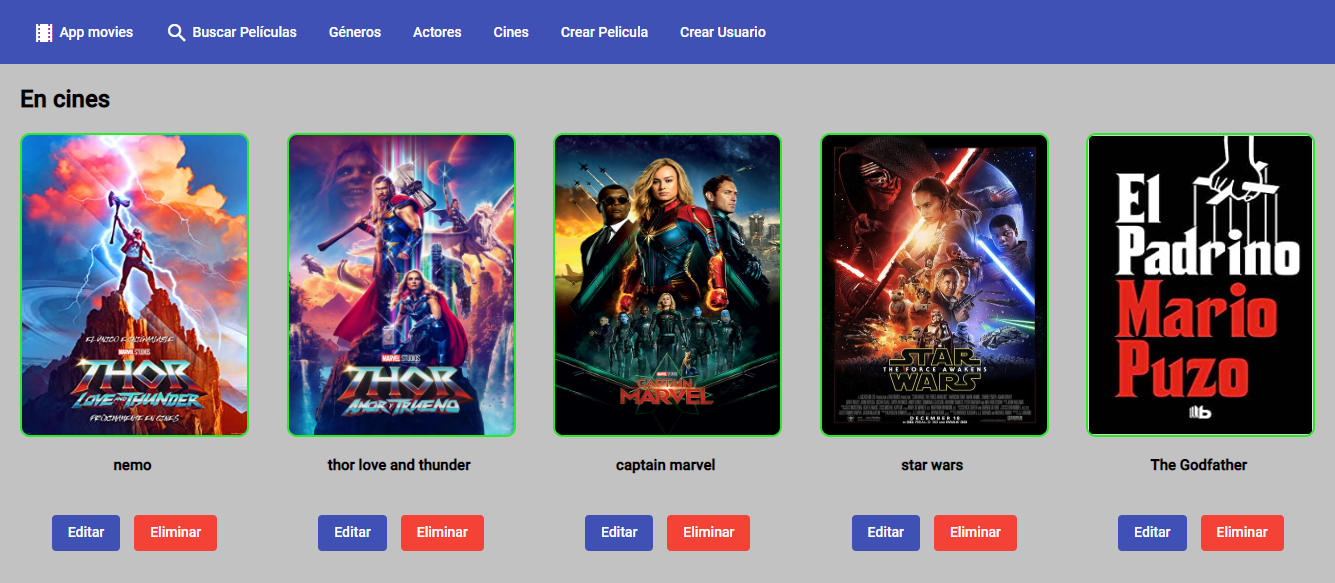 App movies Buscar Películas Géneros Actores Cines Crear Pelicula Crear Usuario
En cines
MARVEL STUDIOS
THOR
LOVE AND THUNDER
PRÓXIMAMENTE EN CINES
MARVEL STUDIOS
THOR
AMOR Y TRUENO
CAPTAIN
MARVEL
STAR
THE FORCE AWAKENS
WARS
DECEMBER 18
El
Padrino
Mario
Puzo
nemo
thor love and thunder
captain marvel
star wars
The Godfather
Editar Eliminar
Editar Eliminar
Editar Eliminar
Editar Eliminar
Editar Eliminar